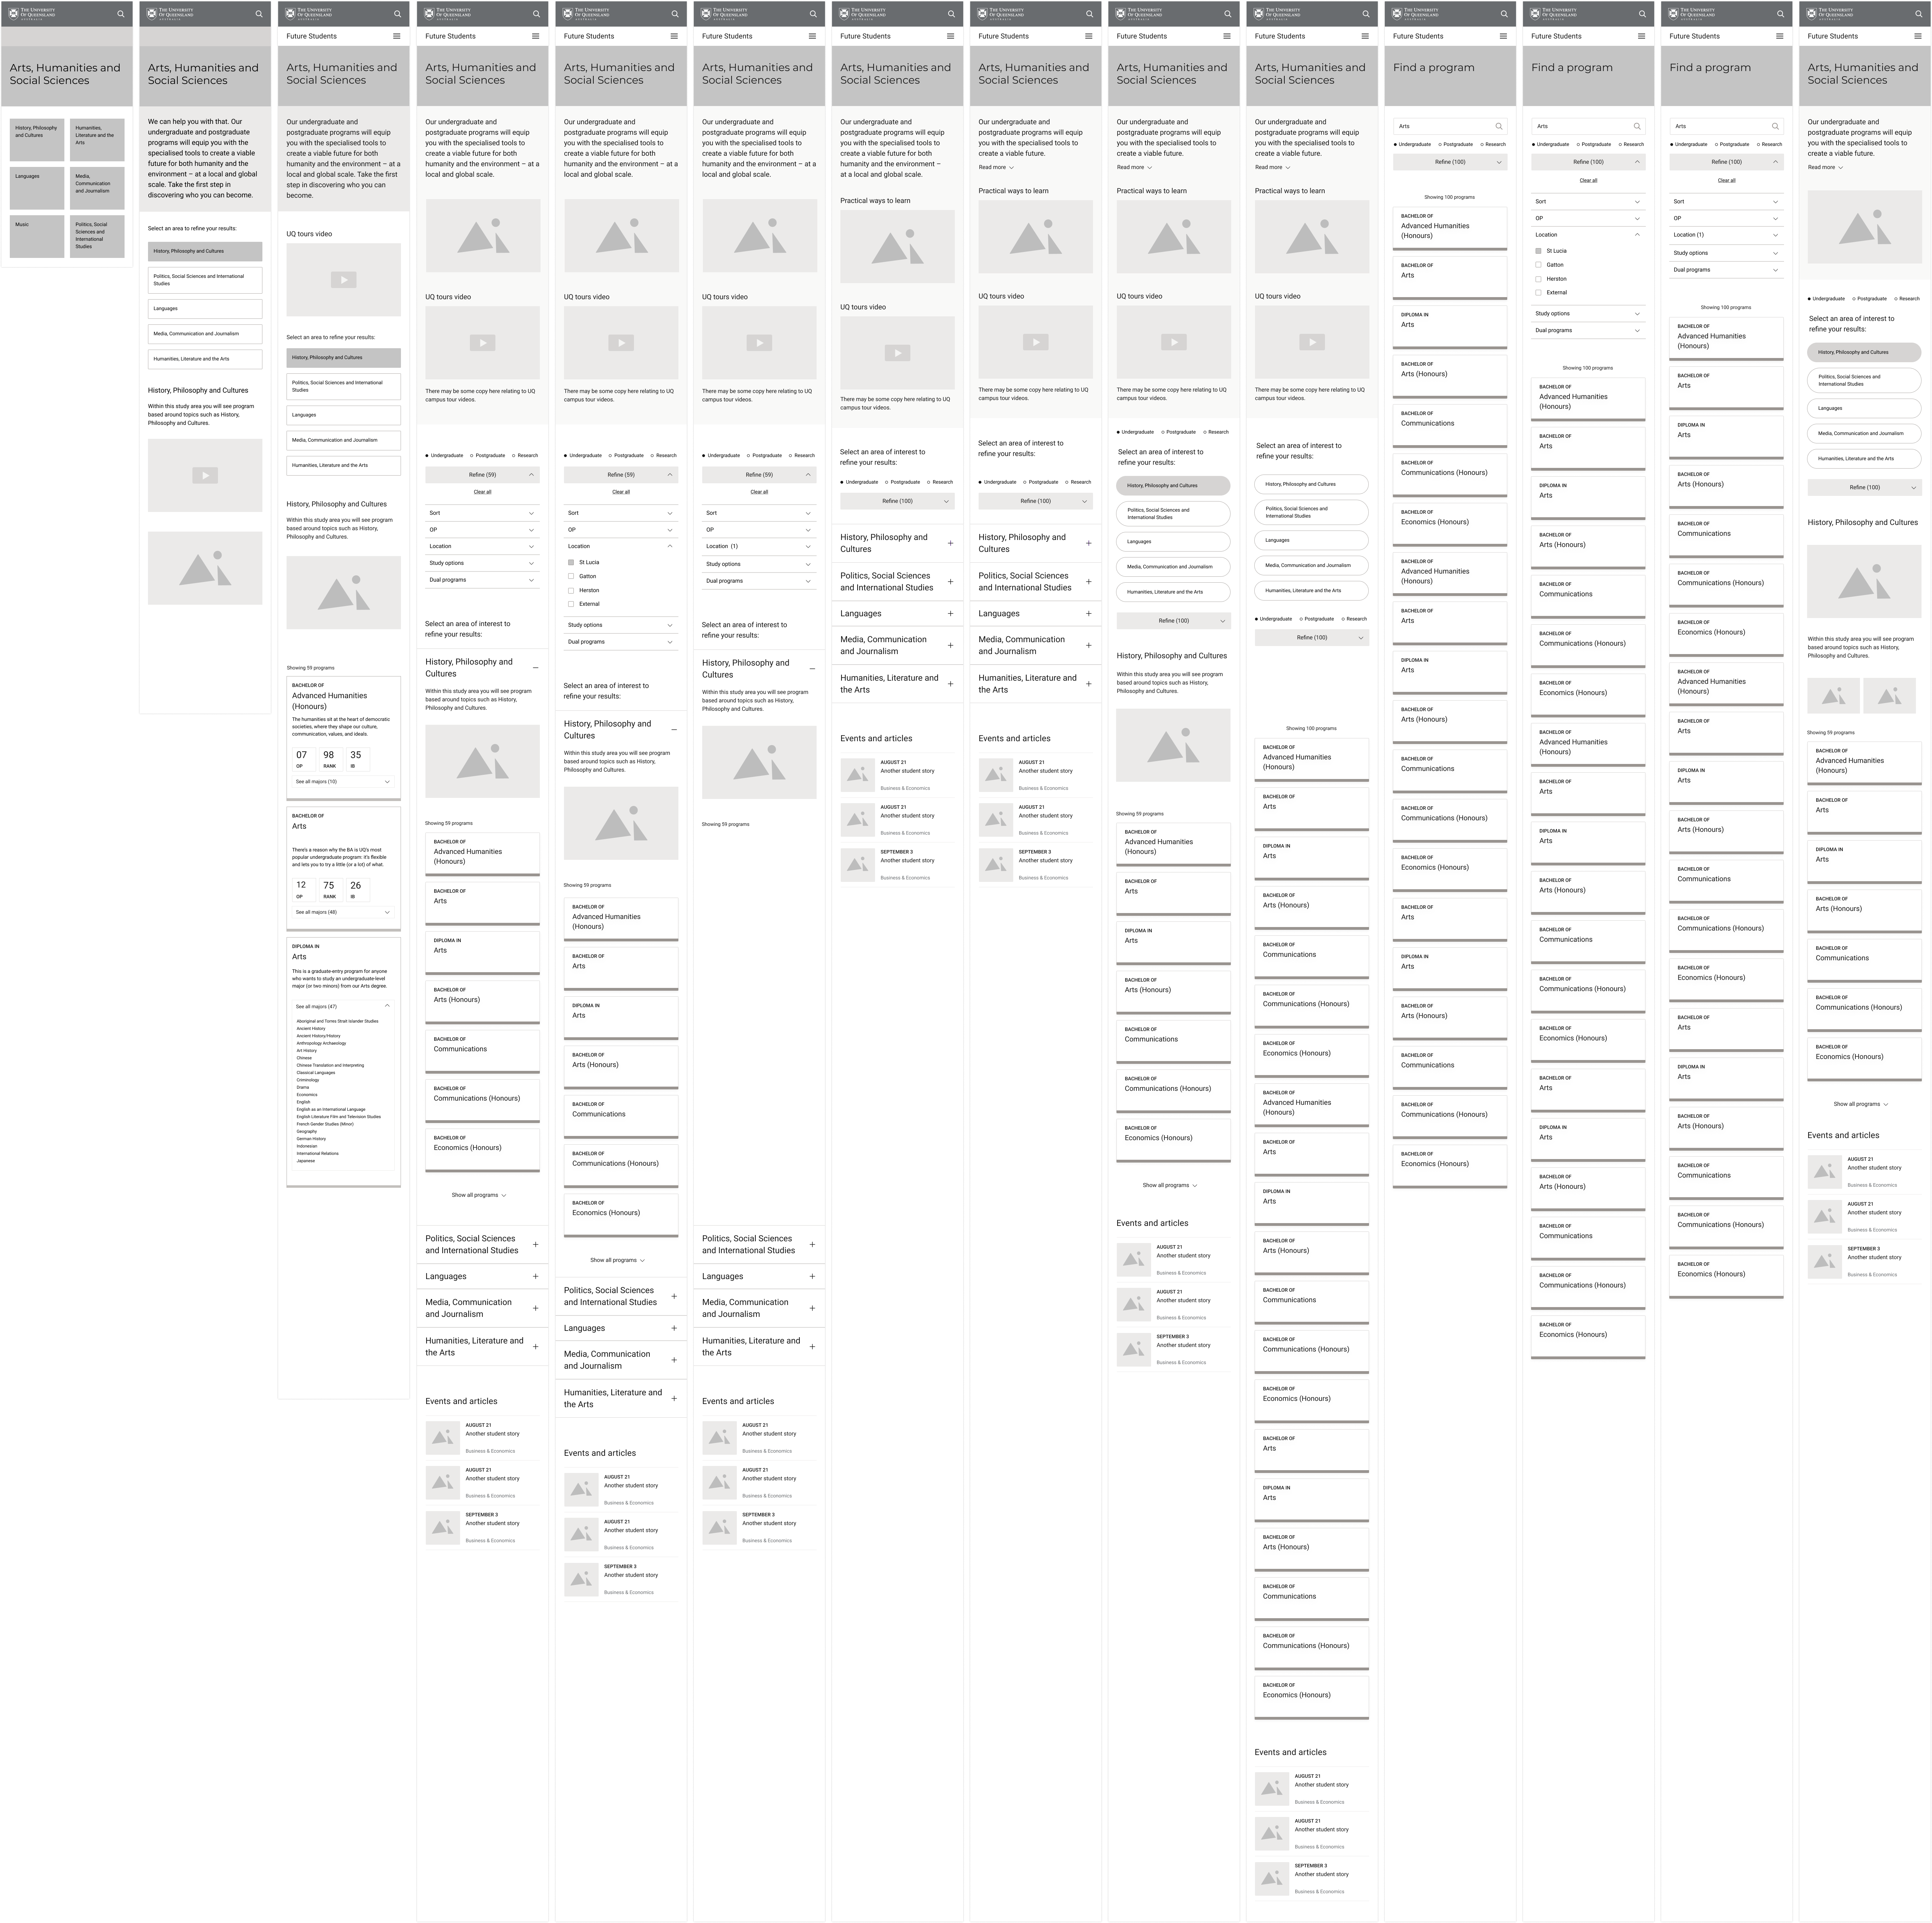 THE UNIVERSITY
OF QUEENSLAND
AUSTRALIA
Arts, Humanities and
Social Sciences
History, Philosophy
and Cultures
Humanities,
Literature and the
Arts
Languages
Media,
Communication
and Journalism
Music
Politics, Social
Sciences and
International
Studies
THE UNIVERSITY
OF QUEENSLAND
AUSTRALIA
Arts, Humanities and
Social Sciences
We can help you with that. Our
undergraduate and postgraduate
programs will equip you with the
specialised tools to create a viable
future for both humanity and the
environment – at a local and global
scale. Take the first step in
discovering who you can become.
Select an area to refine your results:
History, Philosophy and Cultures
Politics, Social Sciences and International
Studies
Languages
Media, Communication and Journalism
Humanities, Literature and the Arts
History, Philosophy and Cultures
Within this study area you will see program
based around topics such as History,
Philosophy and Cultures.
THE UNIVERSITY
OF QUEENSLAND
AUSTRALIA
Future Students
Arts, Humanities and
Social Sciences
Our undergraduate and
postgraduate programs will equip
you with the specialised tools to
create a viable future for both
humanity and the environment – at a
local and global scale. Take the first
step in discovering who you can
become.
UQ tours video
Select an area to refine your results:
History, Philosophy and Cultures
Politics, Social Sciences and International
Studies
Languages
Media, Communication and Journalism
Humanities, Literature and the Arts
History, Philosophy and Cultures
Within this study area you will see program
based around topics such as History,
Philosophy and Cultures.
Showing 59 programs
BACHELOR OF
Advanced Humanities
(Honours)
The humanities sit at the heart of democratic
societies, where they shape our culture,
communication, values, and ideals.
07 98 35
OP RANK IB
See all majors (10)
BACHELOR OF
Arts
There's a reason why the BA is UQ's most
popular undergraduate program: it's flexible
and lets you to try a little (or a lot) of what.
12 75 26
OP RANK IB
See all majors (48)
DIPLOMA IN
Arts
This is a graduate-entry program for anyone
who wants to study an undergraduate-level
major (or two minors) from our Arts degree.
See all majors (47)
Aboriginal and Torres Strait Islander Studies
Ancient History
Ancient History/History
Anthropology Archaeology
Art History
Chinese
Chinese Translation and Interpreting
Classical Languages
Criminology
Drama
Economics
English
English as an International Language
English Literature Film and Television Studies
French Gender Studies (Minor)
Geography
German History
Indonesian
International Relations
Japanese
THE UNIVERSITY
OF QUEENSLAND
AUSTRALIA
Future Students
Arts, Humanities and
Social Sciences
Our undergraduate and
postgraduate programs will equip
you with the specialised tools to
create a viable future for both
humanity and the environment – at a
local and global scale.
UQ tours video
There may be some copy here relating to UQ
campus tour videos.
Undergraduate Postgraduate Research
Refine (59)
Clear all
Sort
OP
Location
Study options
Dual programs
Select an area of interest to
refine your results:
History, Philosophy and
Cultures
Within this study area you will see program
based around topics such as History,
Philosophy and Cultures.
Showing 59 programs
BACHELOR OF
Advanced Humanities
(Honours)
BACHELOR OF
Arts
DIPLOMA IN
Arts
BACHELOR OF
Arts (Honours)
BACHELOR OF
Communications
BACHELOR OF
Communications (Honours)
BACHELOR OF
Economics (Honours)
Show all programs
Politics, Social Sciences
and International Studies
Languages
Media, Communication
and Journalism
Humanities, Literature and
the Arts
Events and articles
AUGUST 21
Another student story
Business & Economics
AUGUST 21
Another student story
Business & Economics
SEPTEMBER 3
Another student story
Business & Economics
THE UNIVERSITY
OF QUEENSLAND
AUSTRALIA
Future Students
Arts, Humanities and
Social Sciences
Our undergraduate and
postgraduate programs will equip
you with the specialised tools to
create a viable future for both
humanity and the environment – at a
local and global scale.
UQ tours video
There may be some copy here relating to UQ
campus tour videos.
Undergraduate Postgraduate Research
Refine (59)
Clear all
Sort
OP
Location
St Lucia
Gatton
Herston
External
Study options
Dual programs
Select an area of interest to
refine your results:
History, Philosophy and
Cultures
Within this study area you will see program
based around topics such as History,
Philosophy and Cultures.
Showing 59 programs
BACHELOR OF
Advanced Humanities
(Honours)
BACHELOR OF
Arts
DIPLOMA IN
Arts
BACHELOR OF
Arts (Honours)
BACHELOR OF
Communications
BACHELOR OF
Communications (Honours)
BACHELOR OF
Economics (Honours)
Show all programs
Politics, Social Sciences
and International Studies
Languages
Media, Communication
and Journalism
Humanities, Literature and
the Arts
Events and articles
AUGUST 21
Another student story
Business & Economics
AUGUST 21
Another student story
Business & Economics
SEPTEMBER 3
Another student story
Business & Economics
THE UNIVERSITY
OF QUEENSLAND
AUSTRALIA
Future Students
Arts, Humanities and
Social Sciences
Our undergraduate and
postgraduate programs will equip
you with the specialised tools to
create a viable future for both
humanity and the environment – at a
local and global scale.
UQ tours video
There may be some copy here relating to UQ
campus tour videos.
Undergraduate Postgraduate Research
Refine (59)
Clear all
Sort
OP
Location (1)
Study options
Dual programs
Select an area of interest to
refine your results:
History, Philosophy and
Cultures
Within this study area you will see program
based around topics such as History,
Philosophy and Cultures.
Showing 59 programs
Politics, Social Sciences
and International Studies
Languages
Media, Communication
and Journalism
Humanities, Literature and
the Arts
Events and articles
AUGUST 21
Another student story
Business & Economics
AUGUST 21
Another student story
Business & Economics
SEPTEMBER 3
Another student story
Business & Economics
THE UNIVERSITY
OF QUEENSLAND
AUSTRALIA
Future Students
Arts, Humanities and
Social Sciences
Our undergraduate and
postgraduate programs will equip
you with the specialised tools to
create a viable future for both
humanity and the environment –
at a local and global scale.
Practical ways to learn
UQ tours video
There may be some copy here relating to UQ
campus tour videos.
Select an area of interest to
refine your results:
Undergraduate Postgraduate Research
Refine (100)
History, Philosophy and
Cultures
Politics, Social Sciences
and International Studies
Languages
Media, Communication
and Journalism
Humanities, Literature and
the Arts
Events and articles
AUGUST 21
Another student story
Business & Economics
AUGUST 21
Another student story
Business & Economics
SEPTEMBER 3
Another student story
Business & Economics
THE UNIVERSITY
OF QUEENSLAND
AUSTRALIA
Future Students
Arts, Humanities and
Social Sciences
Our undergraduate and
postgraduate programs will equip
you with the specialised tools to
create a viable future.
Read more
Practical ways to learn
UQ tours video
There may be some copy here relating to UQ
campus tour videos.
Select an area of interest to
refine your results:
Undergraduate Postgraduate Research
Refine (100)
History, Philosophy and
Cultures
Politics, Social Sciences
and International Studies
Languages
Media, Communication
and Journalism
Humanities, Literature and
the Arts
Events and articles
AUGUST 21
Another student story
Business & Economics
AUGUST 21
Another student story
Business & Economics
SEPTEMBER 3
Another student story
Business & Economics
THE UNIVERSITY
OF QUEENSLAND
AUSTRALIA
Future Students
Arts, Humanities and
Social Sciences
Our undergraduate and
postgraduate programs will equip
you with the specialised tools to
create a viable future.
Read more
Practical ways to learn
UQ tours video
There may be some copy here relating to UQ
campus tour videos.
Undergraduate Postgraduate Research
Select an area of interest to
refine your results:
History, Philosophy and Cultures
Politics, Social Sciences and
International Studies
Languages
Media, Communication and Journalism
Humanities, Literature and the Arts
Refine (100)
History, Philosophy and Cultures
Within this study area you will see program
based around topics such as History,
Philosophy and Cultures.
Showing 59 programs
BACHELOR OF
Advanced Humanities
(Honours)
BACHELOR OF
Arts
DIPLOMA IN
Arts
BACHELOR OF
Arts (Honours)
BACHELOR OF
Communications
BACHELOR OF
Communications (Honours)
BACHELOR OF
Economics (Honours)
Show all programs
Events and articles
AUGUST 21
Another student story
Business & Economics
AUGUST 21
Another student story
Business & Economics
SEPTEMBER 3
Another student story
Business & Economics
THE UNIVERSITY
OF QUEENSLAND
AUSTRALIA
Future Students
Arts, Humanities and
Social Sciences
Our undergraduate and
postgraduate programs will equip
you with the specialised tools to
create a viable future.
Read more
Practical ways to learn
UQ tours video
There may be some copy here relating to UQ
campus tour videos.
Select an area of interest to
refine your results:
History, Philosophy and Cultures
Politics, Social Sciences and
International Studies
Languages
Media, Communication and Journalism
Humanities, Literature and the Arts
Undergraduate Postgraduate Research
Refine (100)
Showing 100 programs
BACHELOR OF
Advanced Humanities
(Honours)
BACHELOR OF
Arts
DIPLOMA IN
Arts
BACHELOR OF
Arts (Honours)
BACHELOR OF
Communications
BACHELOR OF
Communications (Honours)
BACHELOR OF
Economics (Honours)
BACHELOR OF
Advanced Humanities
(Honours)
BACHELOR OF
Arts
DIPLOMA IN
Arts
BACHELOR OF
Arts (Honours)
BACHELOR OF
Communications
BACHELOR OF
Communications (Honours)
BACHELOR OF
Economics (Honours)
BACHELOR OF
Arts
DIPLOMA IN
Arts
BACHELOR OF
Arts (Honours)
BACHELOR OF
Communications
BACHELOR OF
Communications (Honours)
BACHELOR OF
Economics (Honours)
Events and articles
AUGUST 21
Another student story
Business & Economics
AUGUST 21
Another student story
Business & Economics
SEPTEMBER 3
Another student story
Business & Economics
THE UNIVERSITY
OF QUEENSLAND
AUSTRALIA
Future Students
Find a program
Arts
Undergraduate Postgraduate Research
Refine (100)
Showing 100 programs
BACHELOR OF
Advanced Humanities
(Honours)
BACHELOR OF
Arts
DIPLOMA IN
Arts
BACHELOR OF
Arts (Honours)
BACHELOR OF
Communications
BACHELOR OF
Communications (Honours)
BACHELOR OF
Economics (Honours)
BACHELOR OF
Advanced Humanities
(Honours)
BACHELOR OF
Arts
DIPLOMA IN
Arts
BACHELOR OF
Arts (Honours)
BACHELOR OF
Communications
BACHELOR OF
Communications (Honours)
BACHELOR OF
Economics (Honours)
BACHELOR OF
Arts
DIPLOMA IN
Arts
BACHELOR OF
Arts (Honours)
BACHELOR OF
Communications
BACHELOR OF
Communications (Honours)
BACHELOR OF
Economics (Honours)
THE UNIVERSITY
OF QUEENSLAND
AUSTRALIA
Future Students
Find a program
Arts
Undergraduate Postgraduate Research
Refine (100)
Clear all
Sort
OP
Location
St Lucia
Gatton
Herston
External
Study options
Dual programs
Showing 100 programs
BACHELOR OF
Advanced Humanities
(Honours)
BACHELOR OF
Arts
DIPLOMA IN
Arts
BACHELOR OF
Arts (Honours)
BACHELOR OF
Communications
BACHELOR OF
Communications (Honours)
BACHELOR OF
Economics (Honours)
BACHELOR OF
Advanced Humanities
(Honours)
BACHELOR OF
Arts
DIPLOMA IN
Arts
BACHELOR OF
Arts (Honours)
BACHELOR OF
Communications
BACHELOR OF
Communications (Honours)
BACHELOR OF
Economics (Honours)
BACHELOR OF
Arts
DIPLOMA IN
Arts
BACHELOR OF
Arts (Honours)
BACHELOR OF
Communications
BACHELOR OF
Communications (Honours)
BACHELOR OF
Economics (Honours)
THE UNIVERSITY
OF QUEENSLAND
AUSTRALIA
Future Students
Find a program
Arts
Undergraduate Postgraduate Research
Refine (100)
Clear all
Sort
OP
Location (1)
Study options
Dual programs
Showing 100 programs
BACHELOR OF
Advanced Humanities
(Honours)
BACHELOR OF
Arts
DIPLOMA IN
Arts
BACHELOR OF
Arts (Honours)
BACHELOR OF
Communications
BACHELOR OF
Communications (Honours)
BACHELOR OF
Economics (Honours)
BACHELOR OF
Advanced Humanities
(Honours)
BACHELOR OF
Arts
DIPLOMA IN
Arts
BACHELOR OF
Arts (Honours)
BACHELOR OF
Communications
BACHELOR OF
Communications (Honours)
BACHELOR OF
Economics (Honours)
BACHELOR OF
Arts
DIPLOMA IN
Arts
BACHELOR OF
Arts (Honours)
BACHELOR OF
Communications
BACHELOR OF
Communications (Honours)
BACHELOR OF
Economics (Honours)
THE UNIVERSITY
OF QUEENSLAND
AUSTRALIA
Future Students
Arts, Humanities and
Social Sciences
Our undergraduate and
postgraduate programs will equip
you with the specialised tools to
create a viable future.
Read more
Undergraduate Postgraduate Research
Select an area of interest to
refine your results:
History, Philosophy and Cultures
Politics, Social Sciences and
International Studies
Languages
Media, Communication and Journalism
Humanities, Literature and the Arts
Refine (100)
History, Philosophy and Cultures
Within this study area you will see program
based around topics such as History,
Philosophy and Cultures.
Showing 59 programs
BACHELOR OF
Advanced Humanities
(Honours)
BACHELOR OF
Arts
DIPLOMA IN
Arts
BACHELOR OF
Arts (Honours)
BACHELOR OF
Communications
BACHELOR OF
Communications (Honours)
BACHELOR OF
Economics (Honours)
Show all programs
Events and articles
AUGUST 21
Another student story
Business & Economics
AUGUST 21
Another student story
Business & Economics
SEPTEMBER 3
Another student story
Business & Economics